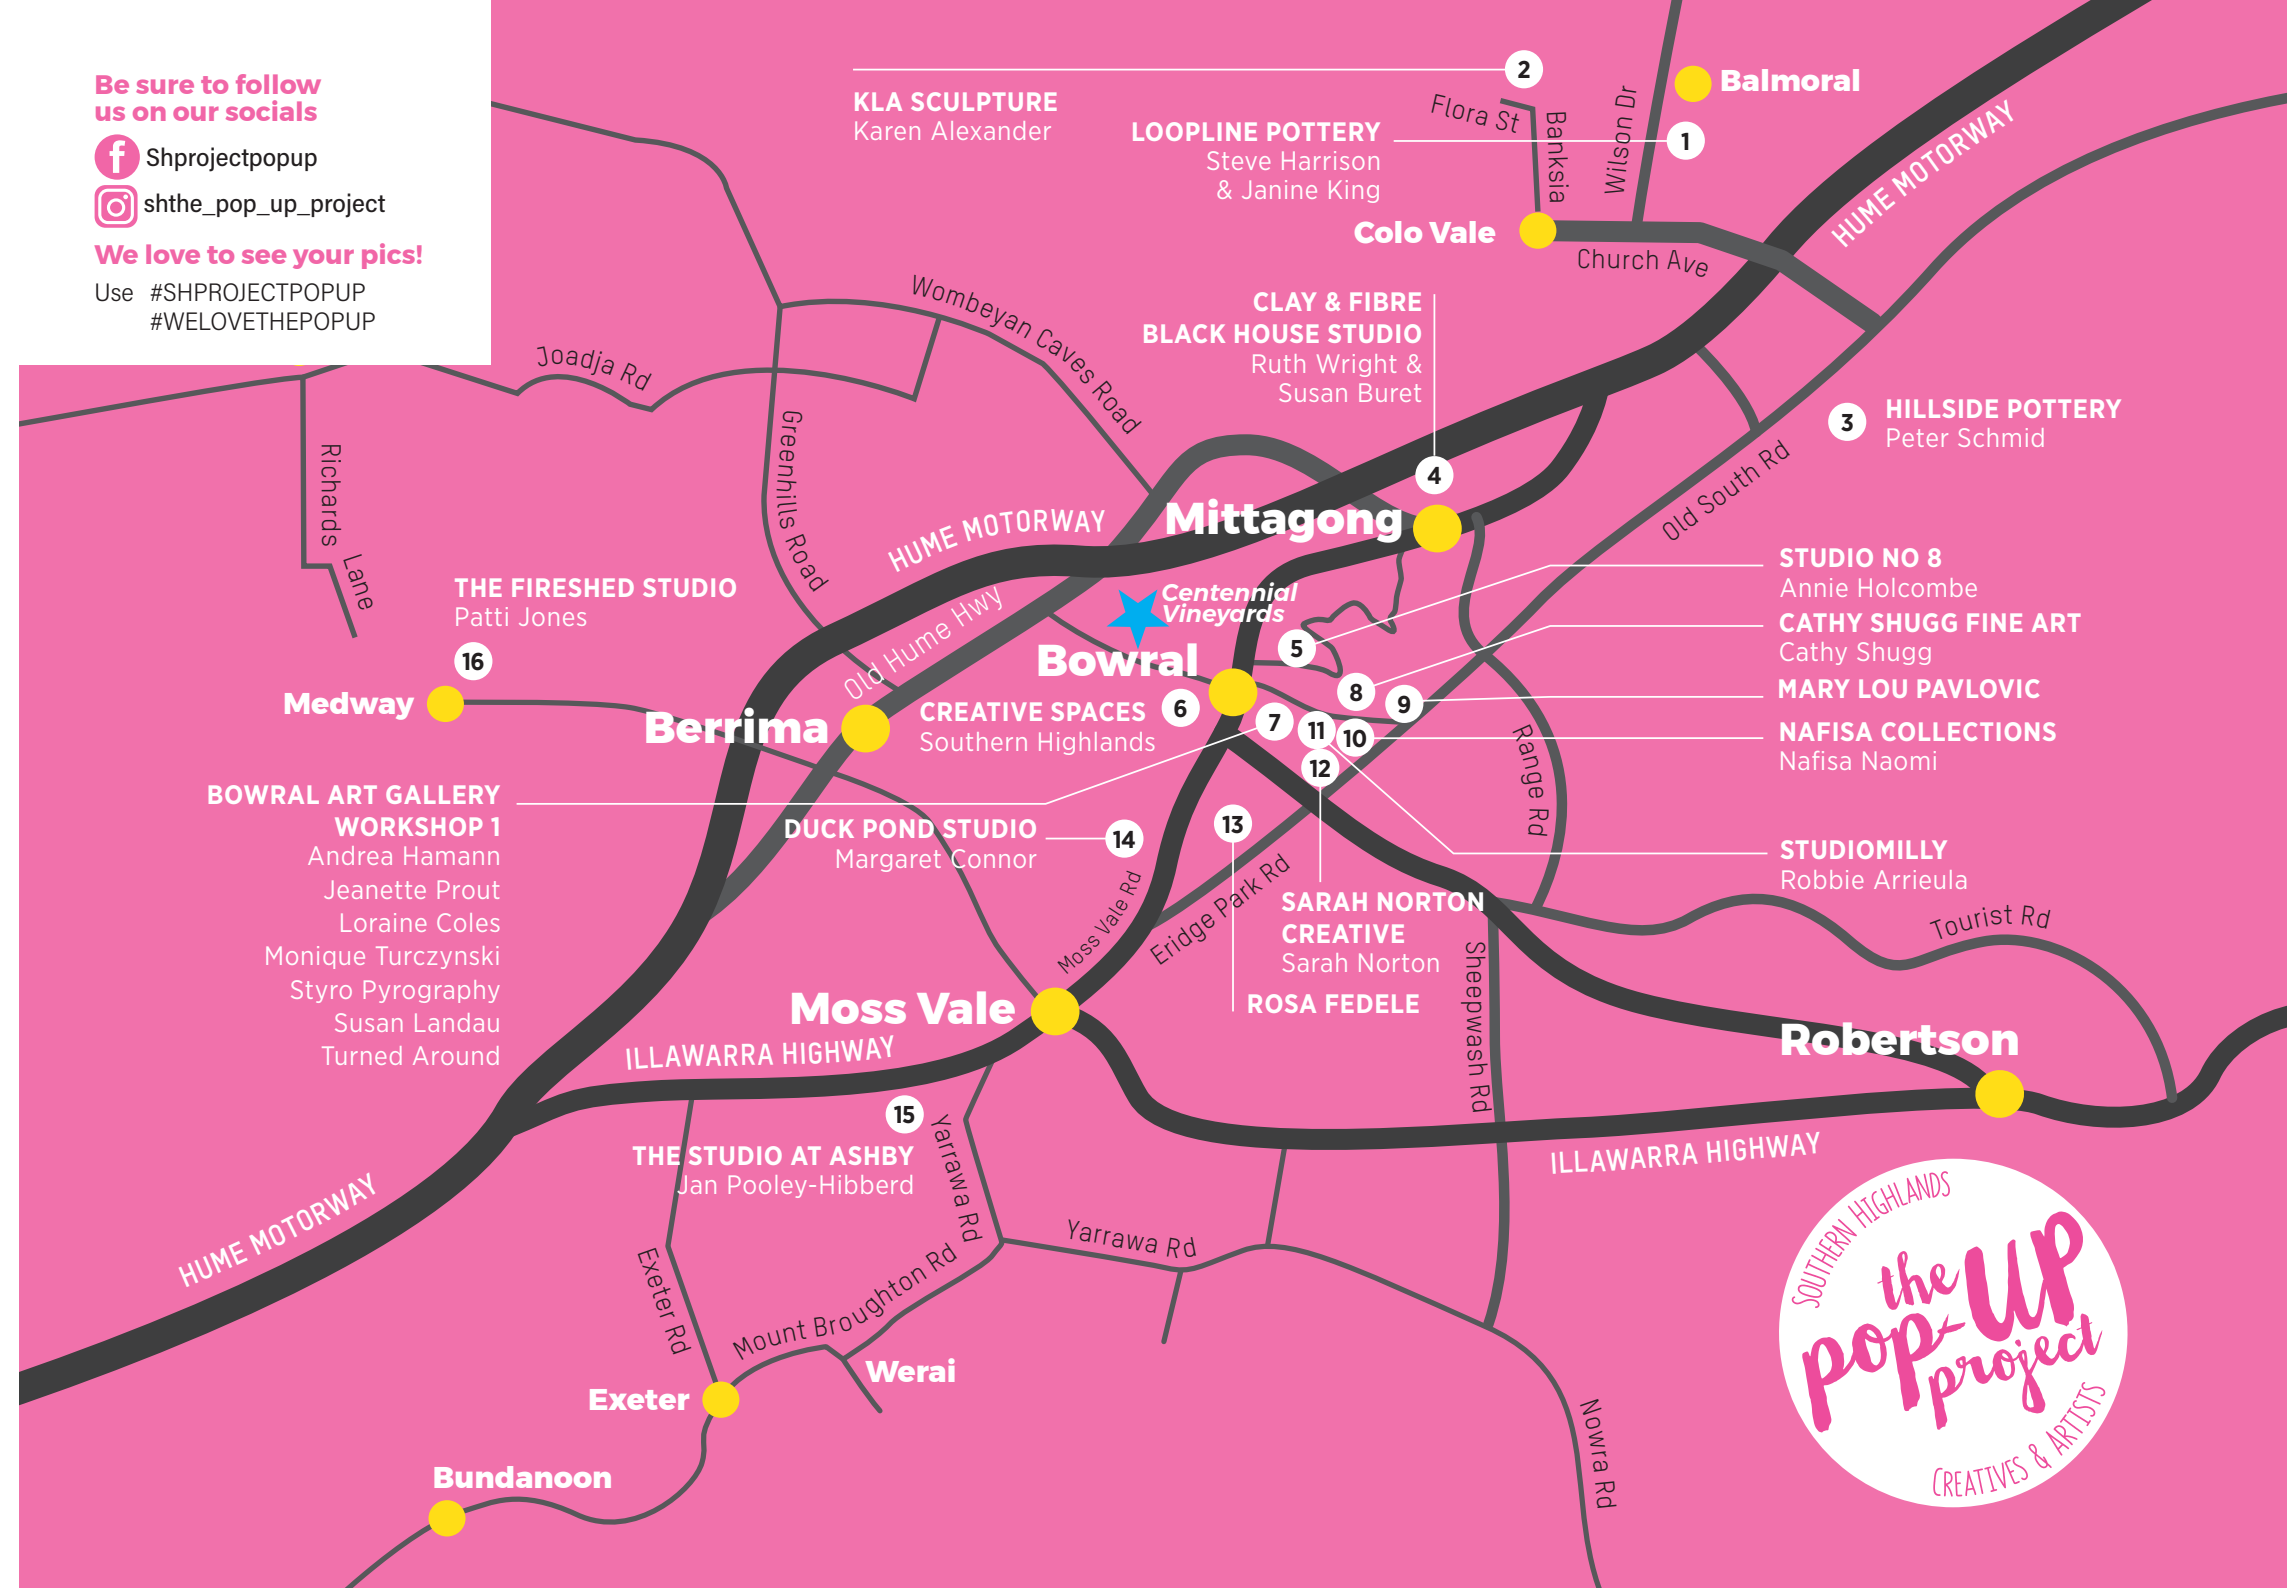 Be sure to follow
us on our socials
Shprojectpopup
shthe_pop_up_project
We love to see your pics!
Use #SHPROJECTPOPUP
#WELOVETHEPOPUP
2
KLA SCULPTURE
Karen Alexander
Balmoral
Flora St
Banksia
Wilson Dr
LOOPLINE POTTERY
Steve Harrison
& Janine King
1
HUME MOTORWAY
Colo Vale
Church Ave
Wombeyan Caves Road
CLAY & FIBRE
BLACK HOUSE STUDIO
Ruth Wright &
Susan Buret
Joadja Rd
Greenhills Road
Richards Lane
3
HILLSIDE POTTERY
Peter Schmid
Old South Rd
4
Mittagong
HUME MOTORWAY
Old Hume Hwy
Centennial
Vineyards
THE FIRESHED STUDIO
Patti Jones
16
Medway
Berrima
Bowral
5
STUDIO NO 8
Annie Holcombe
8
CATHY SHUGG FINE ART
Cathy Shugg
9
MARY LOU PAVLOVIC
10
NAFISA COLLECTIONS
Nafisa Naomi
6
CREATIVE SPACES
Southern Highlands
7
11
12
Range Rd
BOWRAL ART GALLERY
WORKSHOP 1
Andrea Hamann
Jeanette Prout
Loraine Coles
Monique Turczynski
Styro Pyrography
Susan Landau
Turned Around
DUCK POND STUDIO
Margaret Connor
14
13
STUDIOMILLY
Robbie Arrieula
Moss Vale Rd
Eridge Park Rd
SARAH NORTON
CREATIVE
Sarah Norton
ROSA FEDELE
Sheepwash Rd
Tourist Rd
Moss Vale
Robertson
ILLAWARRA HIGHWAY
15
THE STUDIO AT ASHBY
Jan Pooley-Hibberd
Yarrawa Rd
ILLAWARRA HIGHWAY
HUME MOTORWAY
Exeter Rd
Mount Broughton Rd
Yarrawa Rd
Werai
Exeter
Bundanoon
Nowra Rd
SOUTHERN HIGHLANDS
the
pop-UP
project
CREATIVES & ARTISTS